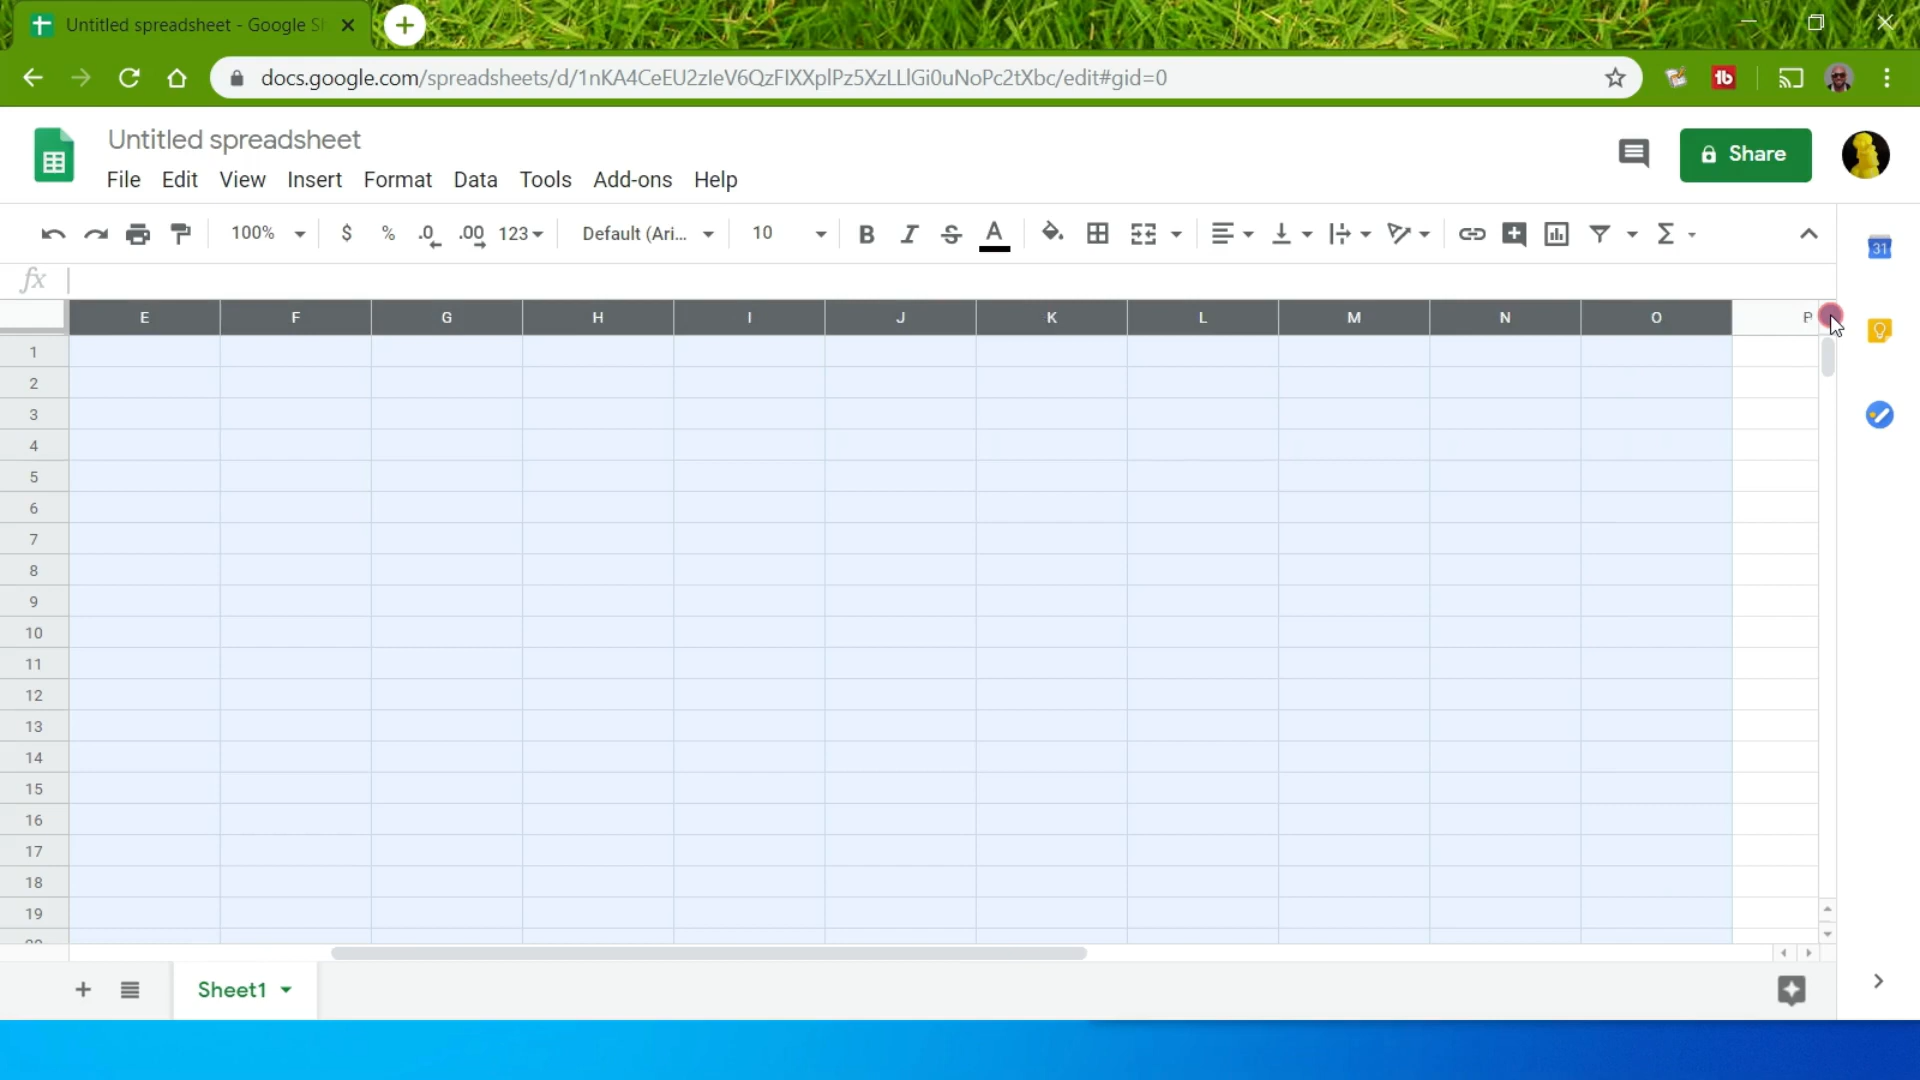 Untitled spreadsheet - Google S
docs.google.com/spreadsheets/d/1nKA4CeEU2zIeV6QzFIXXplPz5XzLLlGi0uNoPc2tXbc/edit#gid=0
Untitled spreadsheet
File Edit View Insert Format Data Tools Add-ons Help
Share
100% $ % .0 .00 123 Default (Ari... 10 B I S A Σ
31
fx
E F G H I J K L M N O P
1
2
3
4
5
6
7
8
9
10
11
12
13
14
15
16
17
18
19
20
Sheet1